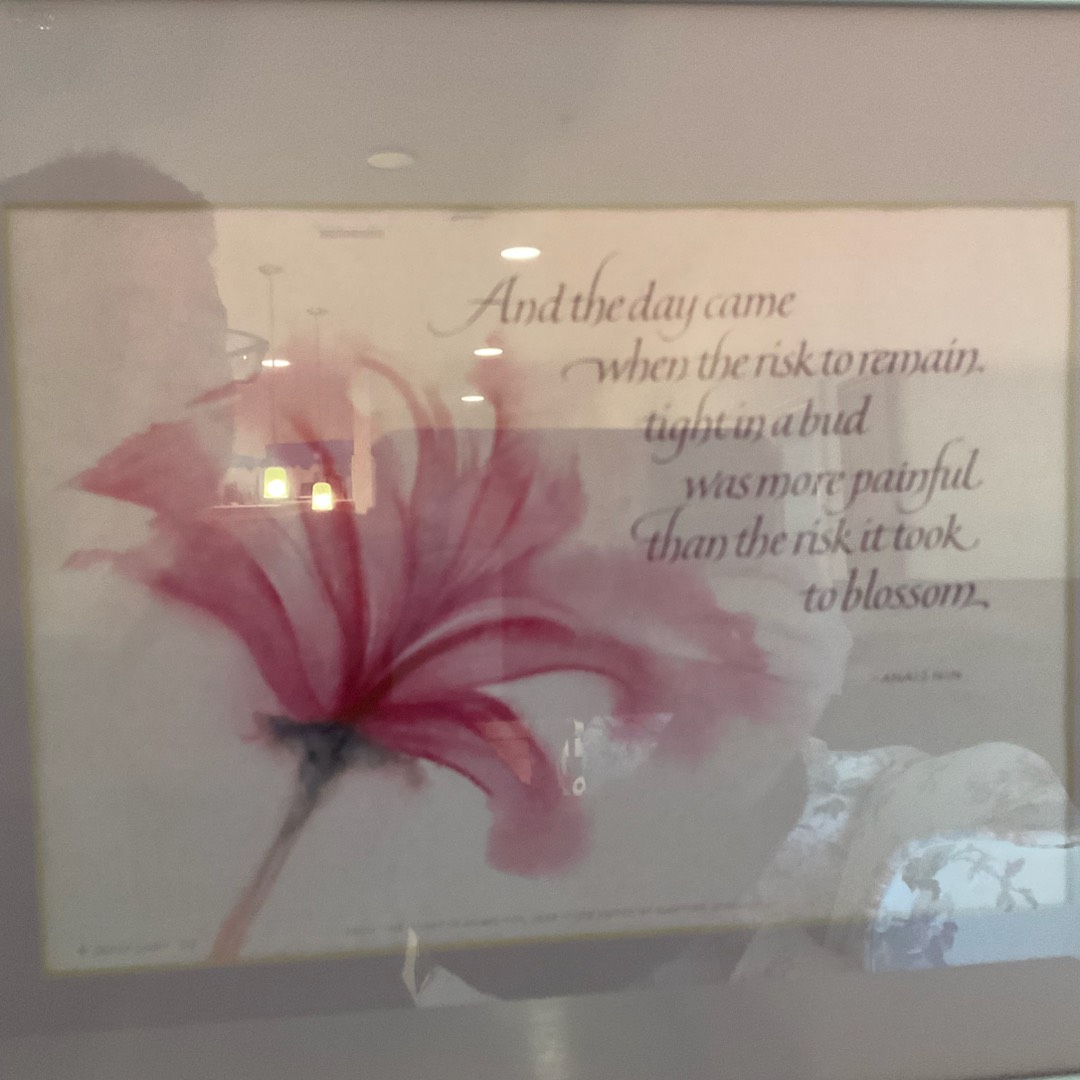 And the day came
when the risk to remain
tight in a bud
was more painful
than the risk it took
to blossom.
- ANAIS NIN